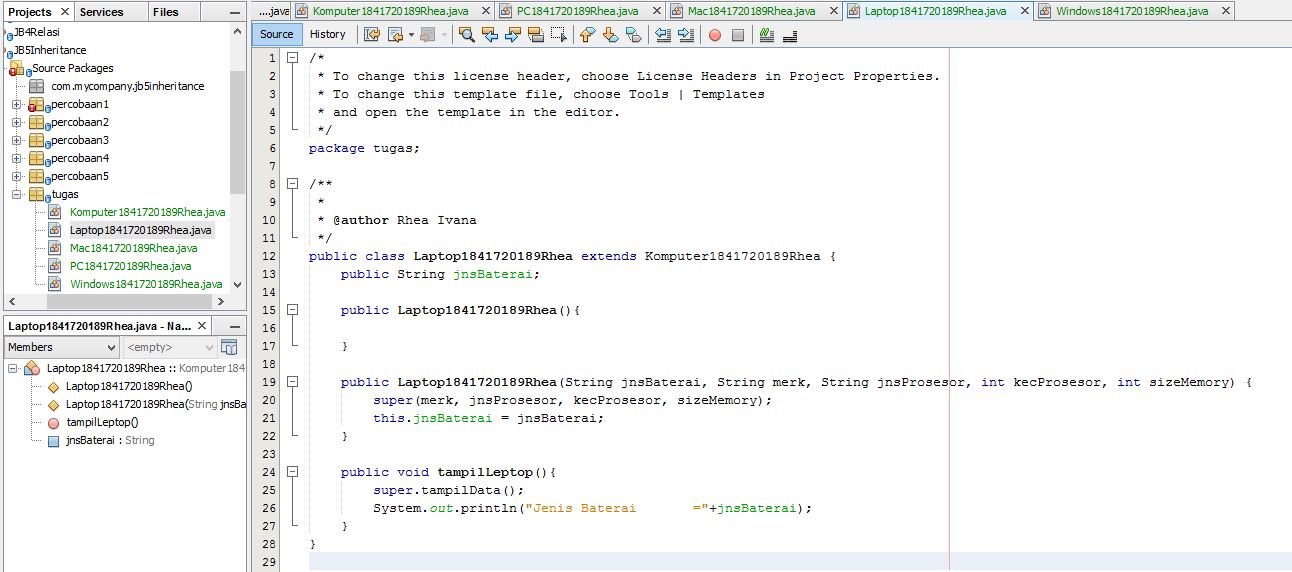 Projects
Services
Files
JB4Relasi
JB5Inheritance
Source Packages
com.mycompany.jb5inheritance
percobaan1
percobaan2
percobaan3
percobaan4
percobaan5
tugas
Komputer1841720189Rhea.java
Laptop1841720189Rhea.java
Mac1841720189Rhea.java
PC1841720189Rhea.java
Windows1841720189Rhea.java
Laptop1841720189Rhea.java - Na...
Members
<empty>
Laptop1841720189Rhea :: Komputer184
Laptop1841720189Rhea()
Laptop1841720189Rhea(String jnsBa
tampilLeptop()
jnsBaterai : String
....java
Komputer1841720189Rhea.java
PC1841720189Rhea.java
Mac1841720189Rhea.java
Laptop1841720189Rhea.java
Windows1841720189Rhea.java
Source
History
1 /*
2  * To change this license header, choose License Headers in Project Properties.
3  * To change this template file, choose Tools | Templates
4  * and open the template in the editor.
5  */
6 package tugas;
7
8 /**
9  *
10  * @author Rhea Ivana
11  */
12 public class Laptop1841720189Rhea extends Komputer1841720189Rhea {
13     public String jnsBaterai;
14
15     public Laptop1841720189Rhea(){
16
17     }
18
19     public Laptop1841720189Rhea(String jnsBaterai, String merk, String jnsProsesor, int kecProsesor, int sizeMemory) {
20         super(merk, jnsProsesor, kecProsesor, sizeMemory);
21         this.jnsBaterai = jnsBaterai;
22     }
23
24     public void tampilLeptop(){
25         super.tampilData();
26         System.out.println("Jenis Baterai       ="+jnsBaterai);
27     }
28 }
29